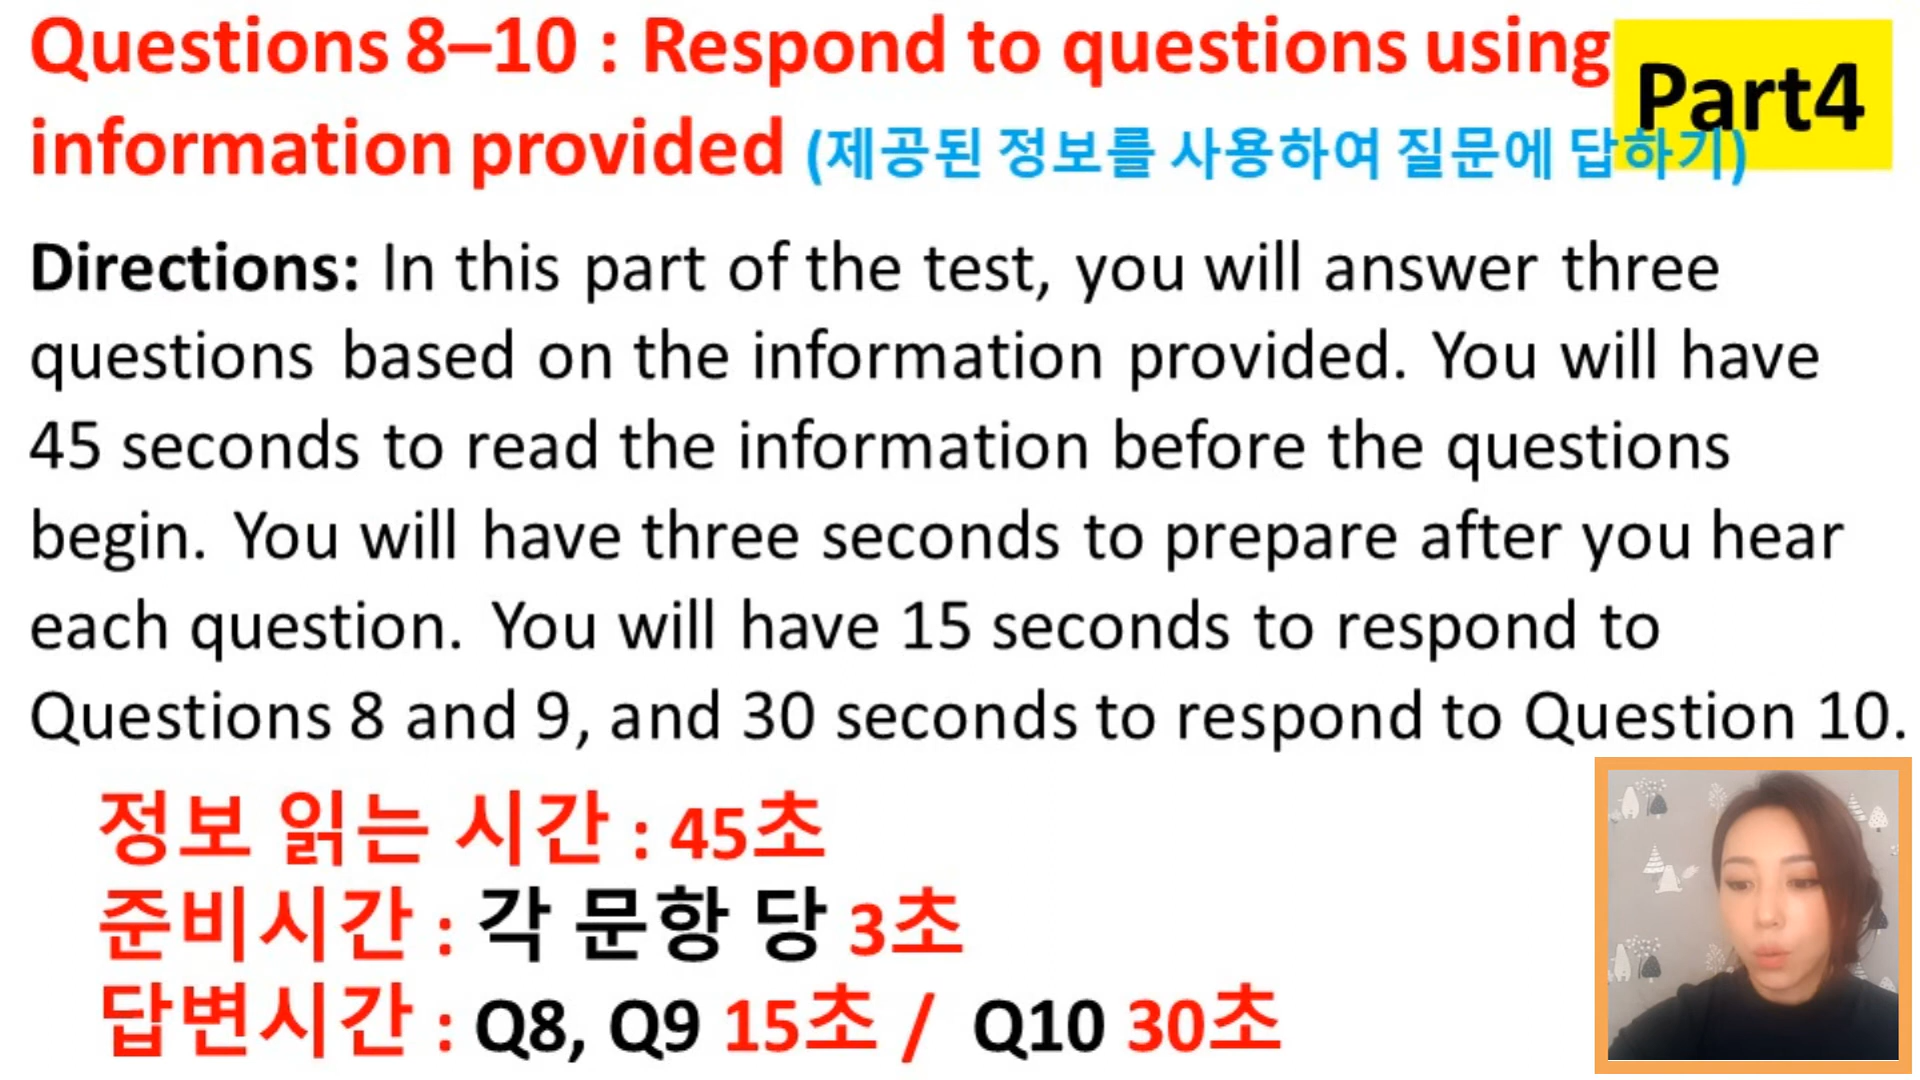 Questions 8–10 : Respond to questions using
Part4
information provided (제공된 정보를 사용하여 질문에 답하기)
Directions: In this part of the test, you will answer three
questions based on the information provided. You will have
45 seconds to read the information before the questions
begin. You will have three seconds to prepare after you hear
each question. You will have 15 seconds to respond to
Questions 8 and 9, and 30 seconds to respond to Question 10.
정보 읽는 시간 : 45초
준비시간 : 각 문항 당 3초
답변시간 : Q8, Q9 15초 / Q10 30초